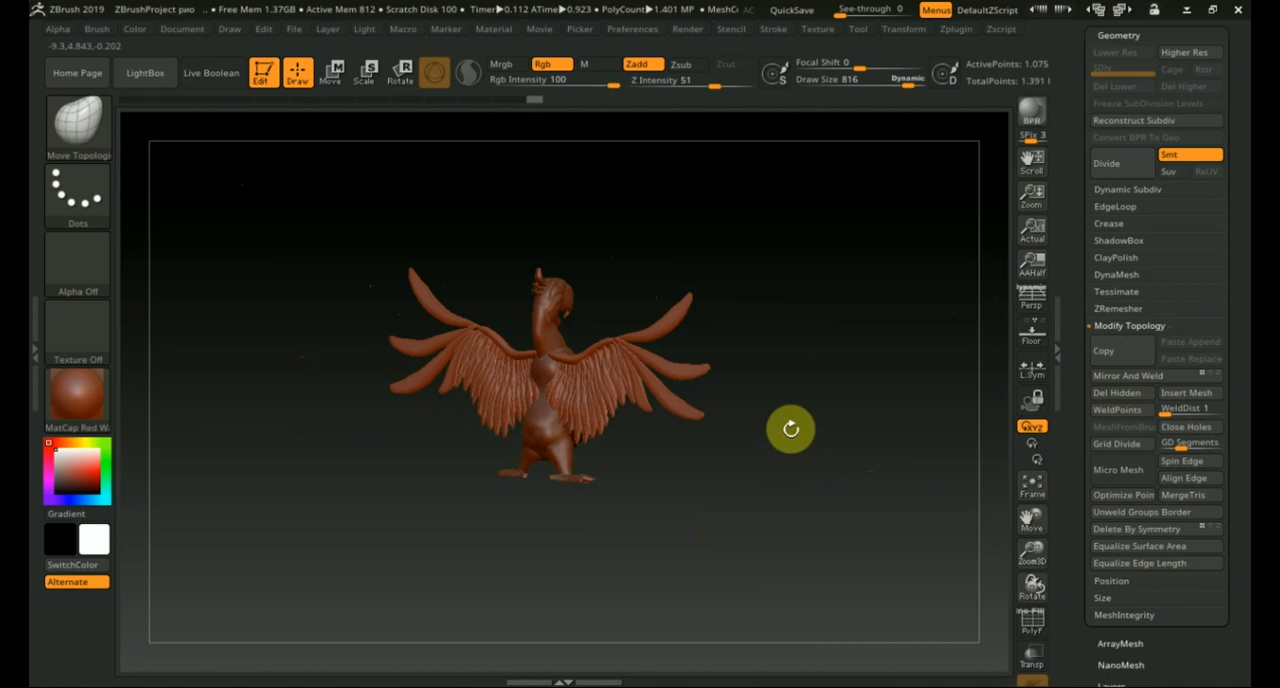 ZBrush 2019 ZBrushProject рио .. • Free Mem 1.37GB • Active Mem 812 • Scratch Disk 100 • Timer▶0.112 ATime▶0.923 • PolyCount▶1.401 MP • MeshC AC QuickSave See-through 0 Menus DefaultZScript
Alpha Brush Color Document Draw Edit File Layer Light Macro Marker Material Movie Picker Preferences Render Stencil Stroke Texture Tool Transform Zplugin Zscript
-9.3,4.843,-0.202
Home Page LightBox Live Boolean Edit Draw Move Scale Rotate
Mrgb Rgb M Zadd Zsub Zcut Focal Shift 0 ActivePoints: 1.075
Rgb Intensity 100 Z Intensity 51 S Draw Size 816 Dynamic D TotalPoints: 1.391
Move Topologi
Dots
Alpha Off
Texture Off
MatCap Red W
Gradient
SwitchColor
Alternate
BPR
SPix 3
Scroll
Zoom
Actual
AAHalf
Dynamic
Persp
Floor
L.Sym
XYZ
Frame
Move
Zoom3D
Rotate
PolyF
Transp
Geometry
Lower Res Higher Res
SDiv Cage Rstr
Del Lower Del Higher
Freeze SubDivision Levels
Reconstruct Subdiv
Convert BPR To Geo
Divide Smt
Suv ReUV
Dynamic Subdiv
EdgeLoop
Crease
ShadowBox
ClayPolish
DynaMesh
Tessimate
ZRemesher
Modify Topology
Copy Paste Append
Paste Replace
Mirror And Weld
Del Hidden Insert Mesh
WeldPoints WeldDist 1
MeshFromBru Close Holes
Grid Divide GD Segments
Micro Mesh Spin Edge
Align Edge
Optimize Poin MergeTris
Unweld Groups Border
Delete By Symmetry
Equalize Surface Area
Equalize Edge Length
Position
Size
MeshIntegrity
ArrayMesh
NanoMesh
Layers